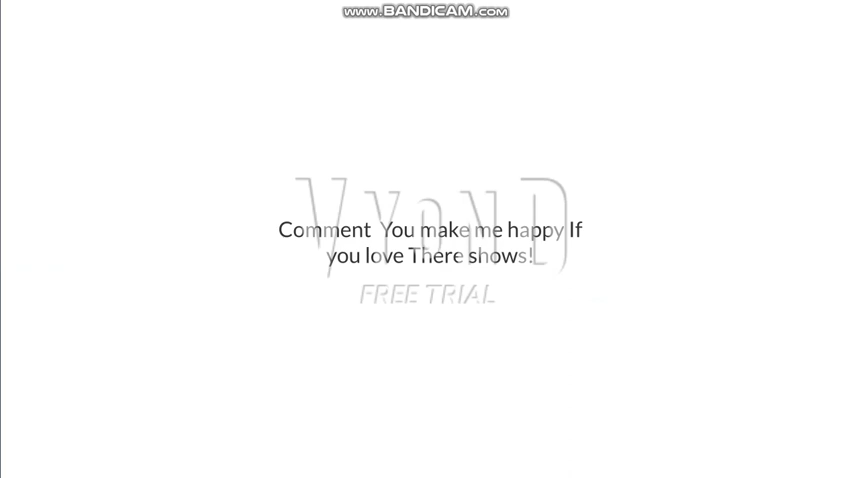 www.BANDICAM.com
Comment You make me happy If
you love There shows!
VYOND
FREE TRIAL